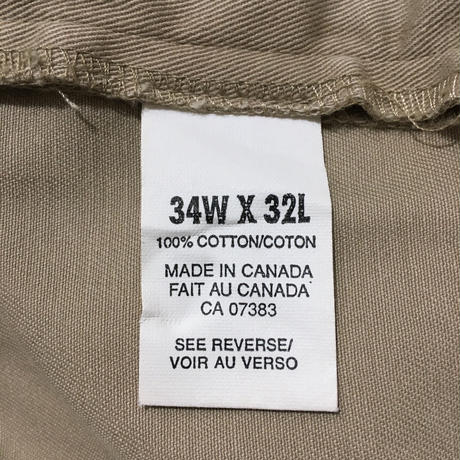 34W X 32L
100% COTTON/COTON
MADE IN CANADA
FAIT AU CANADA
CA 07383
SEE REVERSE/
VOIR AU VERSO